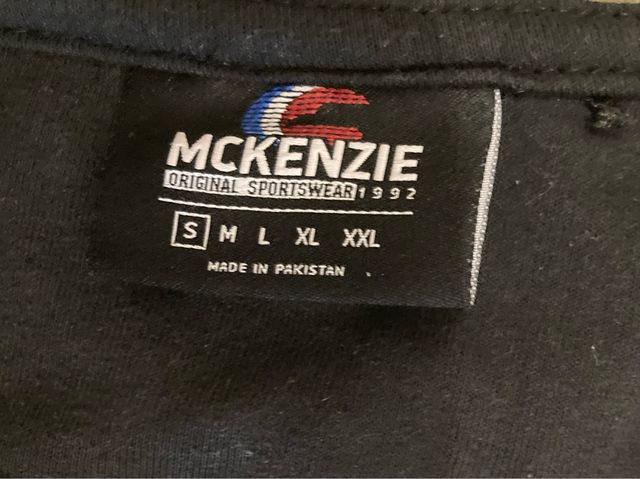 MCKENZIE
ORIGINAL SPORTSWEAR 1992
S M L XL XXL
MADE IN PAKISTAN